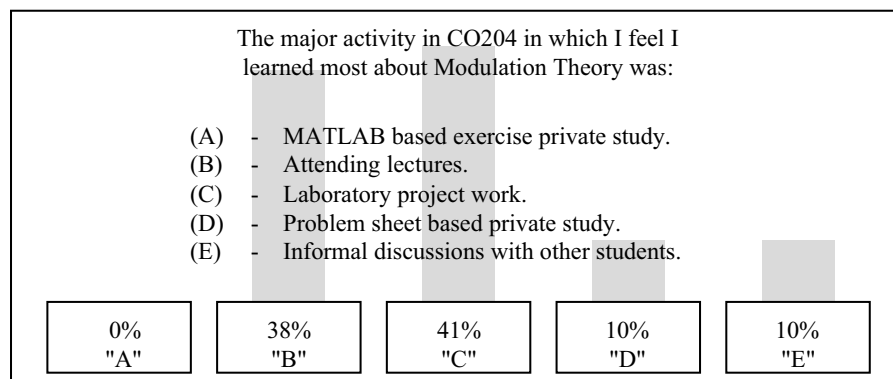 The major activity in CO204 in which I feel I
learned most about Modulation Theory was:
(A) - MATLAB based exercise private study.
(B) - Attending lectures.
(C) - Laboratory project work.
(D) - Problem sheet based private study.
(E) - Informal discussions with other students.
0% 38% 41% 10% 10%
"A" "B" "C" "D" "E"